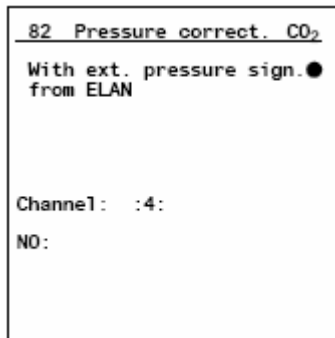 82 Pressure correct. CO₂
With ext. pressure sign.●
from ELAN
Channel: :4:
NO: